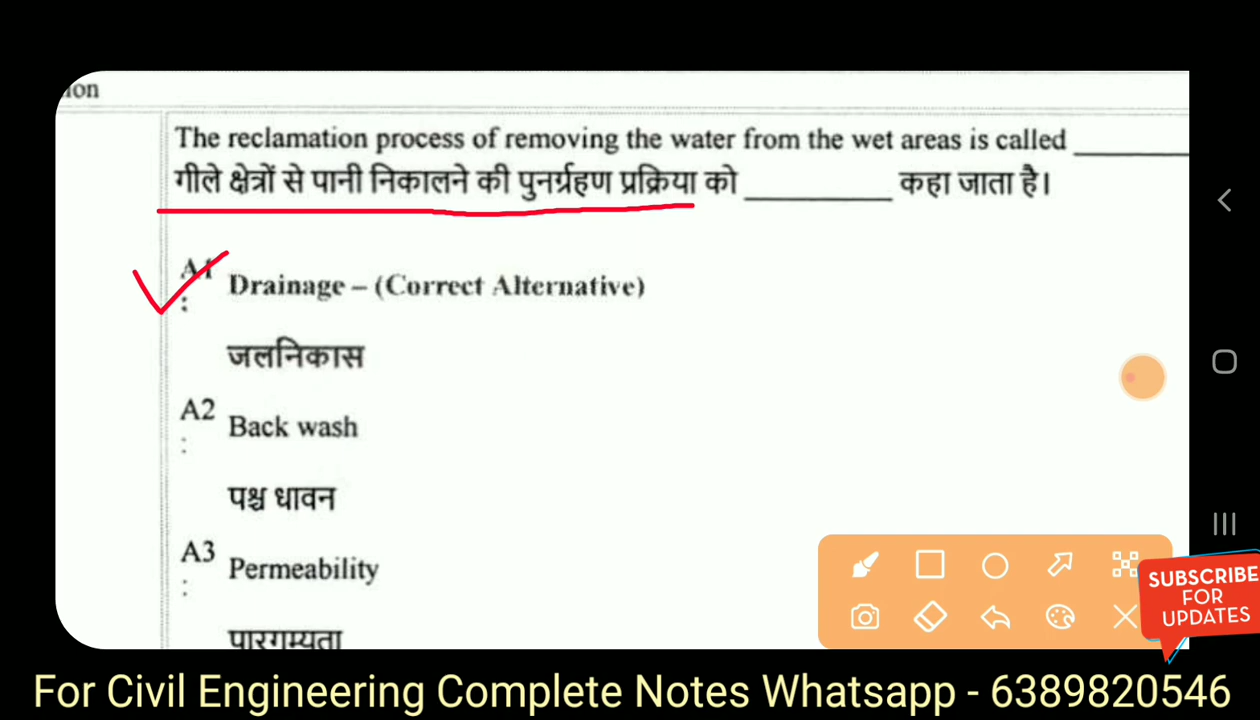 ion
The reclamation process of removing the water from the wet areas is called ________
गीले क्षेत्रों से पानी निकालने की पुनर्ग्रहण प्रक्रिया को ________ कहा जाता है।
A1
: Drainage – (Correct Alternative)
जलनिकास
A2
: Back wash
पश्च धावन
A3
: Permeability
पारगम्यता
SUBSCRIBE
FOR
UPDATES
For Civil Engineering Complete Notes Whatsapp - 6389820546